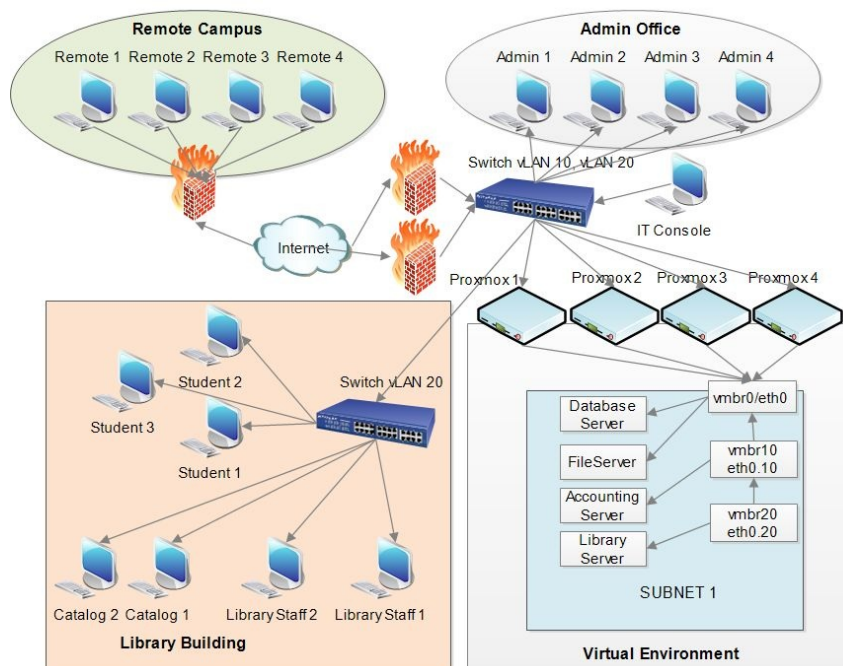 Remote Campus
Remote 1 Remote 2 Remote 3 Remote 4
Admin Office
Admin 1 Admin 2 Admin 3 Admin 4
Switch vLAN 10, vLAN 20
IT Console
Internet
Proxmox 1 Proxmox 2 Proxmox 3 Proxmox 4
Student 2
Student 3
Student 1
Switch vLAN 20
Catalog 2 Catalog 1 Library Staff 2 Library Staff 1
Library Building
vmbr0/eth0
Database
Server
FileServer
vmbr10
eth0.10
Accounting
Server
vmbr20
eth0.20
Library
Server
SUBNET 1
Virtual Environment